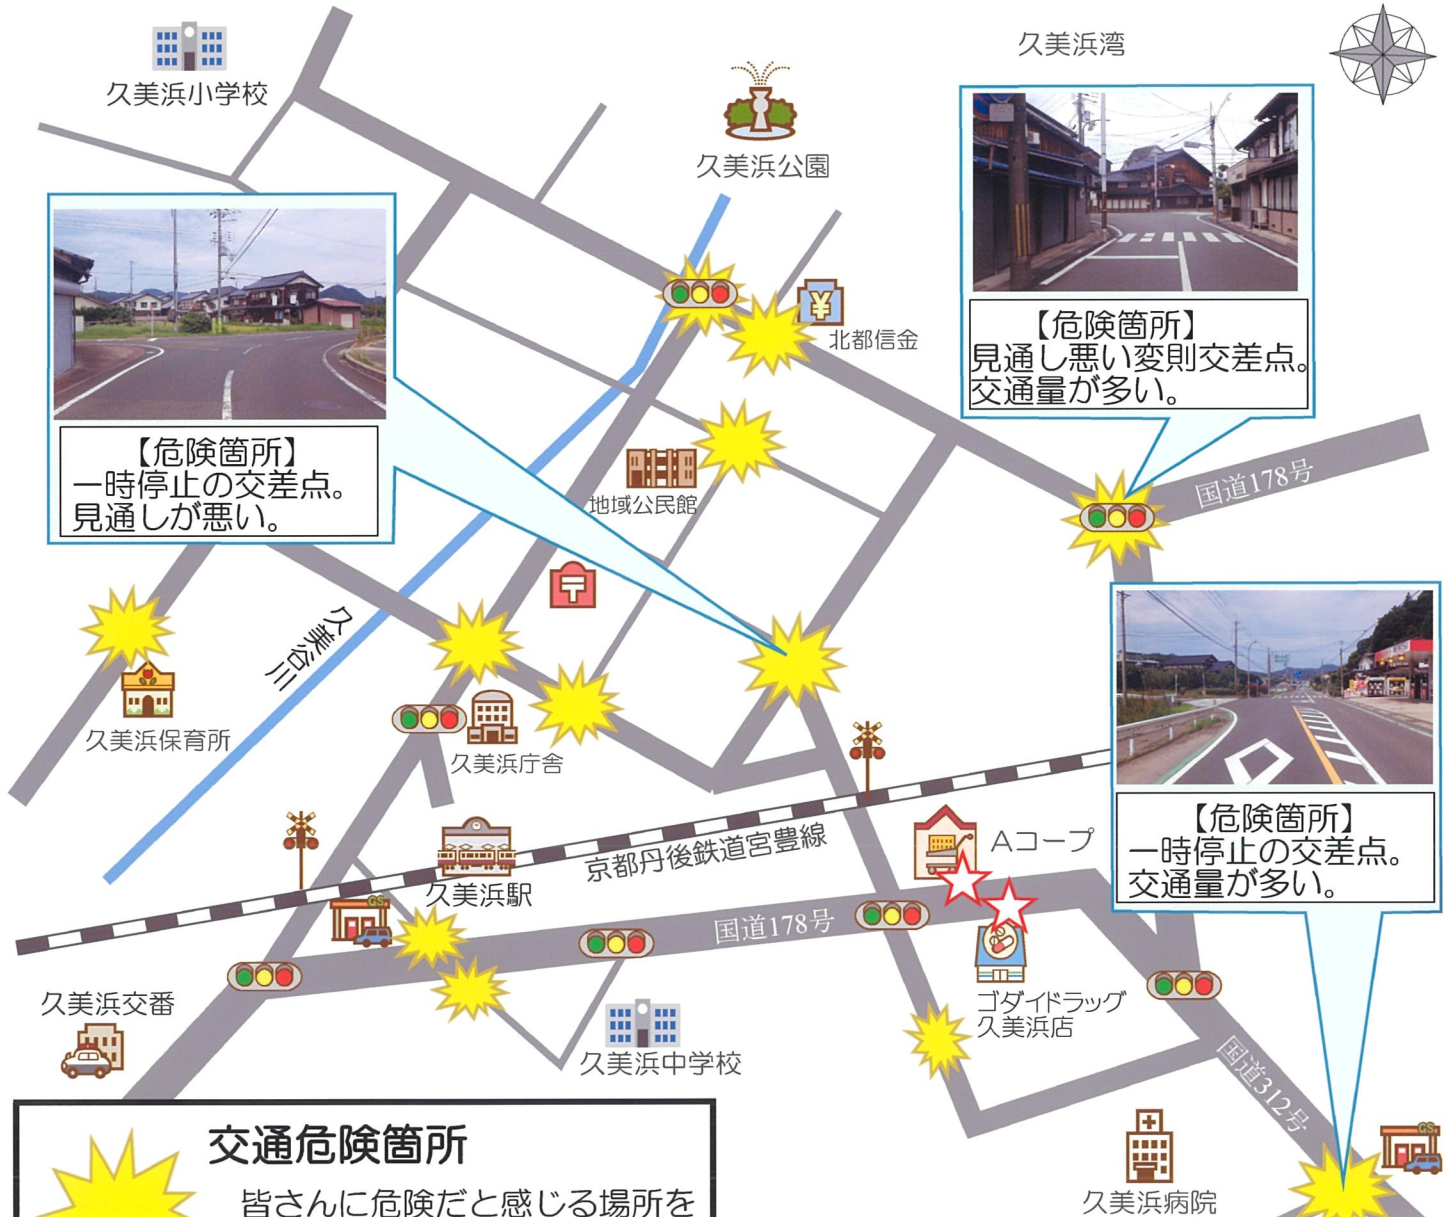 久美浜湾
久美浜小学校
久美浜公園
北都信金
¥
【危険箇所】
見通し悪い変則交差点。
交通量が多い。
【危険箇所】
一時停止の交差点。
見通しが悪い。
国道178号
地域公民館
〒
久美谷川
久美浜保育所
久美浜庁舎
【危険箇所】
一時停止の交差点。
交通量が多い。
京都丹後鉄道宮豊線
Aコープ
久美浜駅
GS
国道178号
久美浜交番
ゴダイドラッグ
久美浜店
久美浜中学校
国道312号
GS
久美浜病院
交通危険箇所
皆さんに危険だと感じる場所を